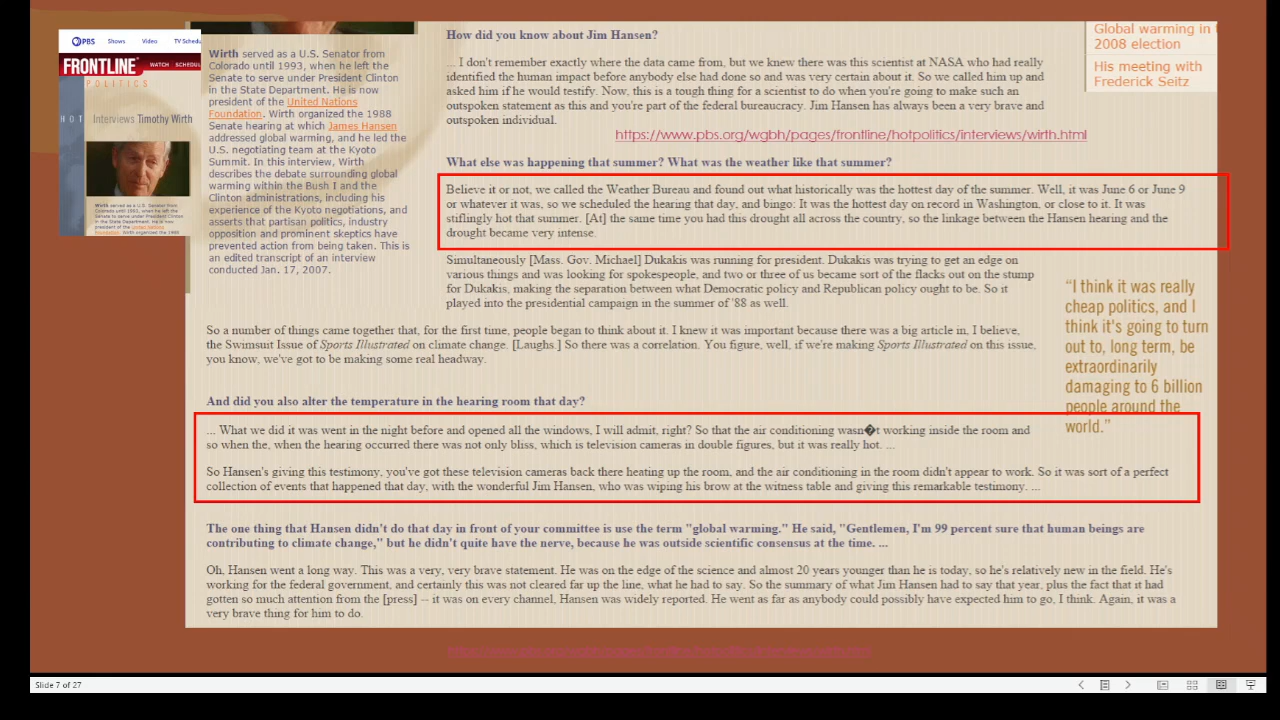 PBS Shows Video TV Schedu
FRONTLINE WATCH SCHEDUL
POLITICS
HOT Interviews Timothy Wirth
Wirth served as a U.S. Senator from
Colorado until 1993, when he left the
Senate to serve under President Clinton
in the State Department. He is now
president of the United Nations
Foundation. Wirth organized the 1988
Wirth served as a U.S. Senator from
Colorado until 1993, when he left the
Senate to serve under President Clinton
in the State Department. He is now
president of the United Nations
Foundation. Wirth organized the 1988
Senate hearing at which James Hansen
addressed global warming, and he led the
U.S. negotiating team at the Kyoto
Summit. In this interview, Wirth
describes the debate surrounding global
warming within the Bush I and the
Clinton administrations, including his
experience of the Kyoto negotiations, and
asserts that partisan politics, industry
opposition and prominent skeptics have
prevented action from being taken. This is
an edited transcript of an interview
conducted Jan. 17, 2007.
How did you know about Jim Hansen?
... I don't remember exactly where the data came from, but we knew there was this scientist at NASA who had really
identified the human impact before anybody else had done so and was very certain about it. So we called him up and
asked him if he would testify. Now, this is a tough thing for a scientist to do when you're going to make such an
outspoken statement as this and you're part of the federal bureaucracy. Jim Hansen has always been a very brave and
outspoken individual.
https://www.pbs.org/wgbh/pages/frontline/hotpolitics/interviews/wirth.html
Global warming in
2008 election
His meeting with
Frederick Seitz
What else was happening that summer? What was the weather like that summer?
Believe it or not, we called the Weather Bureau and found out what historically was the hottest day of the summer. Well, it was June 6 or June 9
or whatever it was, so we scheduled the hearing that day, and bingo: It was the hottest day on record in Washington, or close to it. It was
stiflingly hot that summer. [At] the same time you had this drought all across the country, so the linkage between the Hansen hearing and the
drought became very intense.
Simultaneously [Mass. Gov. Michael] Dukakis was running for president. Dukakis was trying to get an edge on
various things and was looking for spokespeople, and two or three of us became sort of the flacks out on the stump
for Dukakis, making the separation between what Democratic policy and Republican policy ought to be. So it
played into the presidential campaign in the summer of '88 as well.
So a number of things came together that, for the first time, people began to think about it. I knew it was important because there was a big article in, I believe,
the Swimsuit Issue of Sports Illustrated on climate change. [Laughs.] So there was a correlation. You figure, well, if we're making Sports Illustrated on this issue,
you know, we've got to be making some real headway.
"I think it was really
cheap politics, and I
think it's going to turn
out to, long term, be
extraordinarily
damaging to 6 billion
people around the
world."
And did you also alter the temperature in the hearing room that day?
... What we did it was went in the night before and opened all the windows, I will admit, right? So that the air conditioning wasn�t working inside the room and
so when the, when the hearing occurred there was not only bliss, which is television cameras in double figures, but it was really hot. ...
So Hansen's giving this testimony, you've got these television cameras back there heating up the room, and the air conditioning in the room didn't appear to work. So it was sort of a perfect
collection of events that happened that day, with the wonderful Jim Hansen, who was wiping his brow at the witness table and giving this remarkable testimony. ...
The one thing that Hansen didn't do that day in front of your committee is use the term "global warming." He said, "Gentlemen, I'm 99 percent sure that human beings are
contributing to climate change," but he didn't quite have the nerve, because he was outside scientific consensus at the time. ...
Oh, Hansen went a long way. This was a very, very brave statement. He was on the edge of the science and almost 20 years younger than he is today, so he's relatively new in the field. He's
working for the federal government, and certainly this was not cleared far up the line, what he had to say. So the summary of what Jim Hansen had to say that year, plus the fact that it had
gotten so much attention from the [press] -- it was on every channel, Hansen was widely reported. He went as far as anybody could possibly have expected him to go, I think. Again, it was a
very brave thing for him to do.
Slide 7 of 27